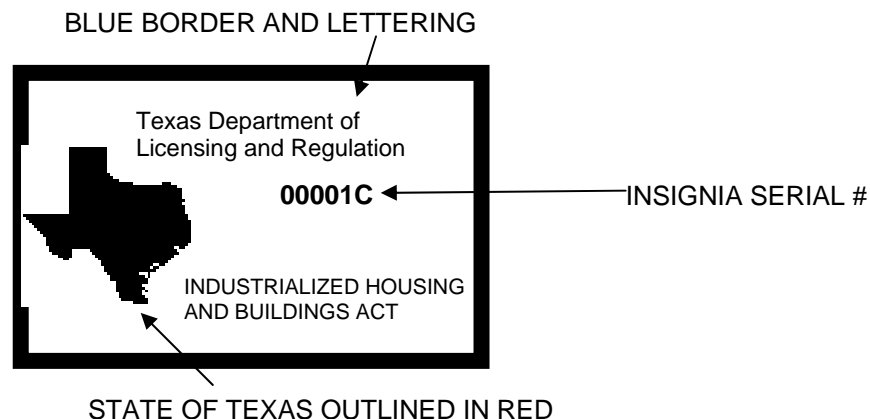 BLUE BORDER AND LETTERING
Texas Department of
Licensing and Regulation
00001C
INSIGNIA SERIAL #
INDUSTRIALIZED HOUSING
AND BUILDINGS ACT
STATE OF TEXAS OUTLINED IN RED